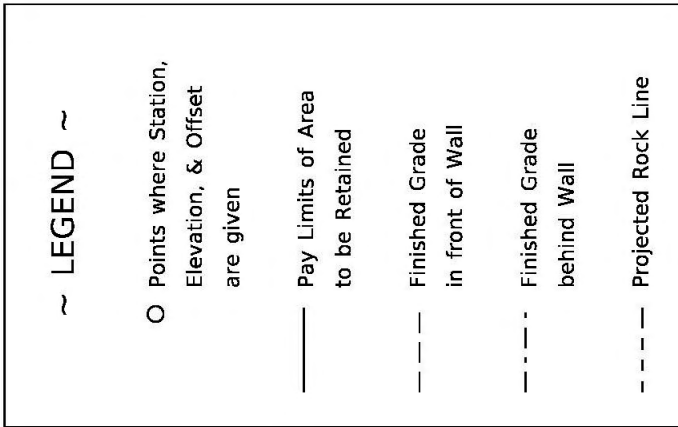 ~ LEGEND ~
Points where Station,
Elevation, & Offset
are given
Pay Limits of Area
to be Retained
Finished Grade
in front of Wall
Finished Grade
behind Wall
Projected Rock Line